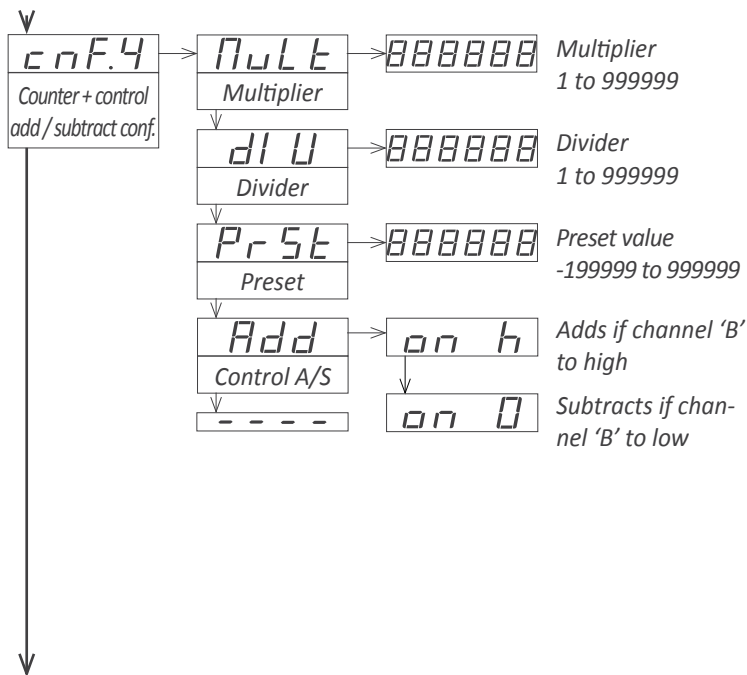 cnF.4
Counter + control
add / subtract conf.
MuLt
Multiplier
888888
Multiplier
1 to 999999
dIU
Divider
888888
Divider
1 to 999999
PrSt
Preset
888888
Preset value
-199999 to 999999
Add
Control A/S
on h
Adds if channel ‘B’
to high
----
on 0
Subtracts if chan-
nel ‘B’ to low